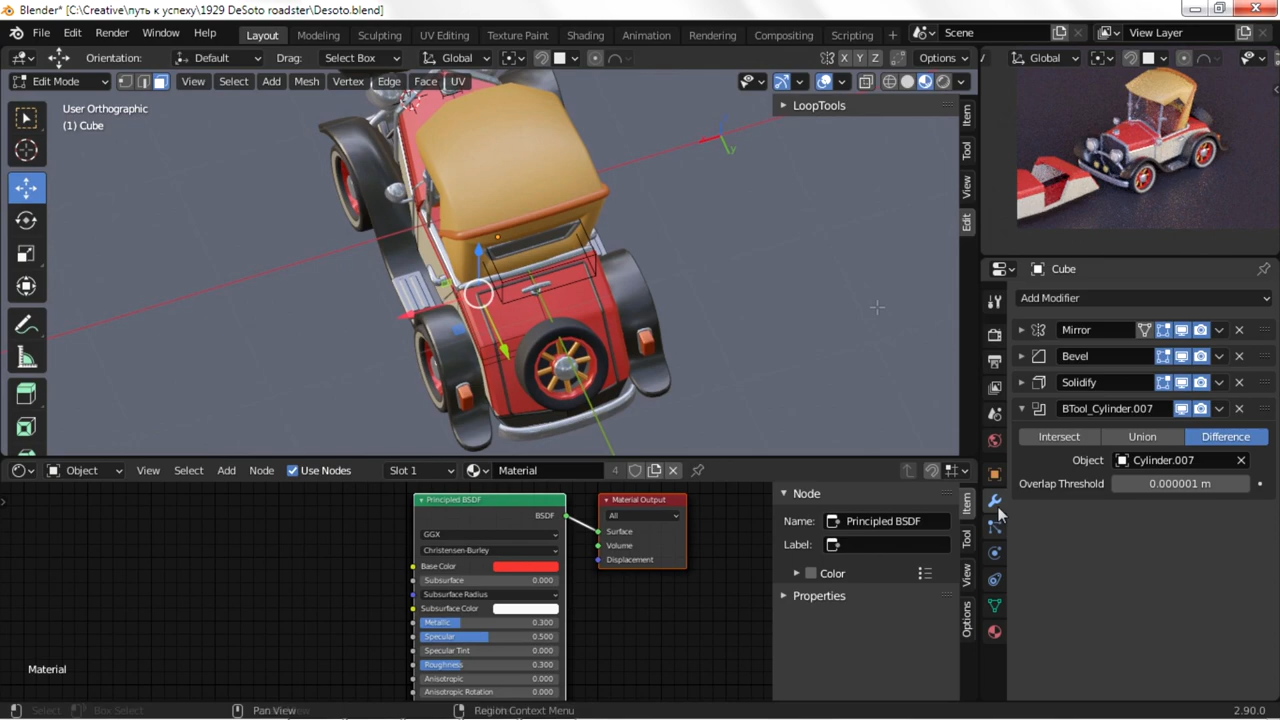 Blender* [C:\Creative\путь к успеху\1929 DeSoto roadster\Desoto.blend]
File Edit Render Window Help Layout Modeling Sculpting UV Editing Texture Paint Shading Animation Rendering Compositing Scripting + Scene View Layer
Orientation: Default Drag: Select Box Global X Y Z Options Global
Edit Mode View Select Add Mesh Vertex Edge Face UV
User Orthographic
(1) Cube
LoopTools
Item
Tool
View
Edit
y
Cube
Add Modifier
Mirror
Bevel
Solidify
BTool_Cylinder.007
Intersect Union Difference
Object Cylinder.007
Overlap Threshold 0.000001 m
Object View Select Add Node Use Nodes Slot 1 Material 4
Principled BSDF
BSDF
GGX
Christensen-Burley
Base Color
Subsurface 0.000
Subsurface Radius
Subsurface Color
Metallic 0.300
Specular 0.500
Specular Tint 0.000
Roughness 0.300
Anisotropic 0.000
Anisotropic Rotation 0.000
Material Output
All
Surface
Volume
Displacement
Node
Name: Principled BSDF
Label:
Color
Properties
Item
Tool
View
Options
Material
Select Box Select Pan View Region Context Menu 2.90.0